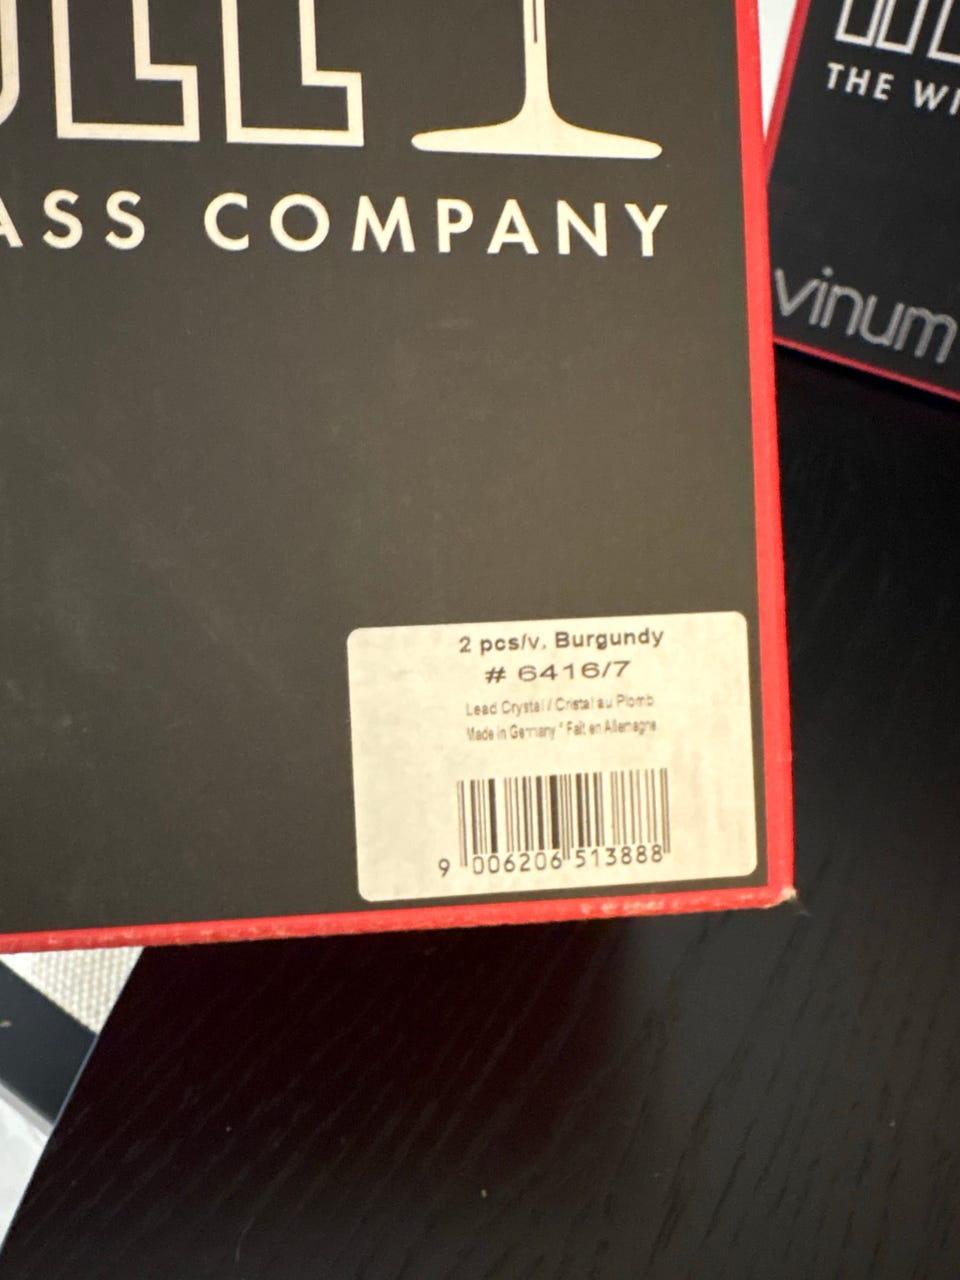 ASS COMPANY
THE WI
vinum
2 pcs/v. Burgundy
# 6416/7
Lead Crystal / Cristal au Plomb
Made in Germany * Fait en Allemagne
9 006206 513888